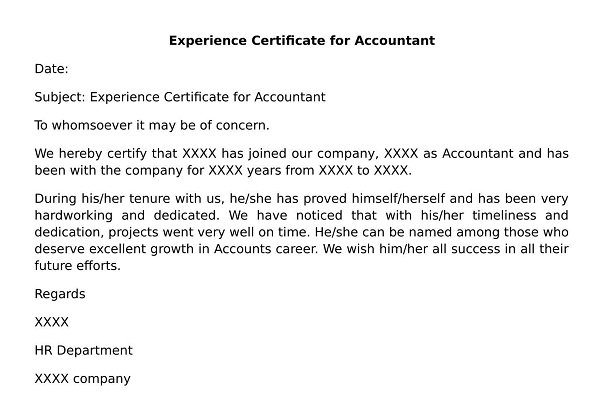 Experience Certificate for Accountant
Date:
Subject: Experience Certificate for Accountant
To whomsoever it may be of concern.
We hereby certify that XXXX has joined our company, XXXX as Accountant and has
been with the company for XXXX years from XXXX to XXXX.
During his/her tenure with us, he/she has proved himself/herself and has been very
hardworking and dedicated. We have noticed that with his/her timeliness and
dedication, projects went very well on time. He/she can be named among those who
deserve excellent growth in Accounts career. We wish him/her all success in all their
future efforts.
Regards
XXXX
HR Department
XXXX company